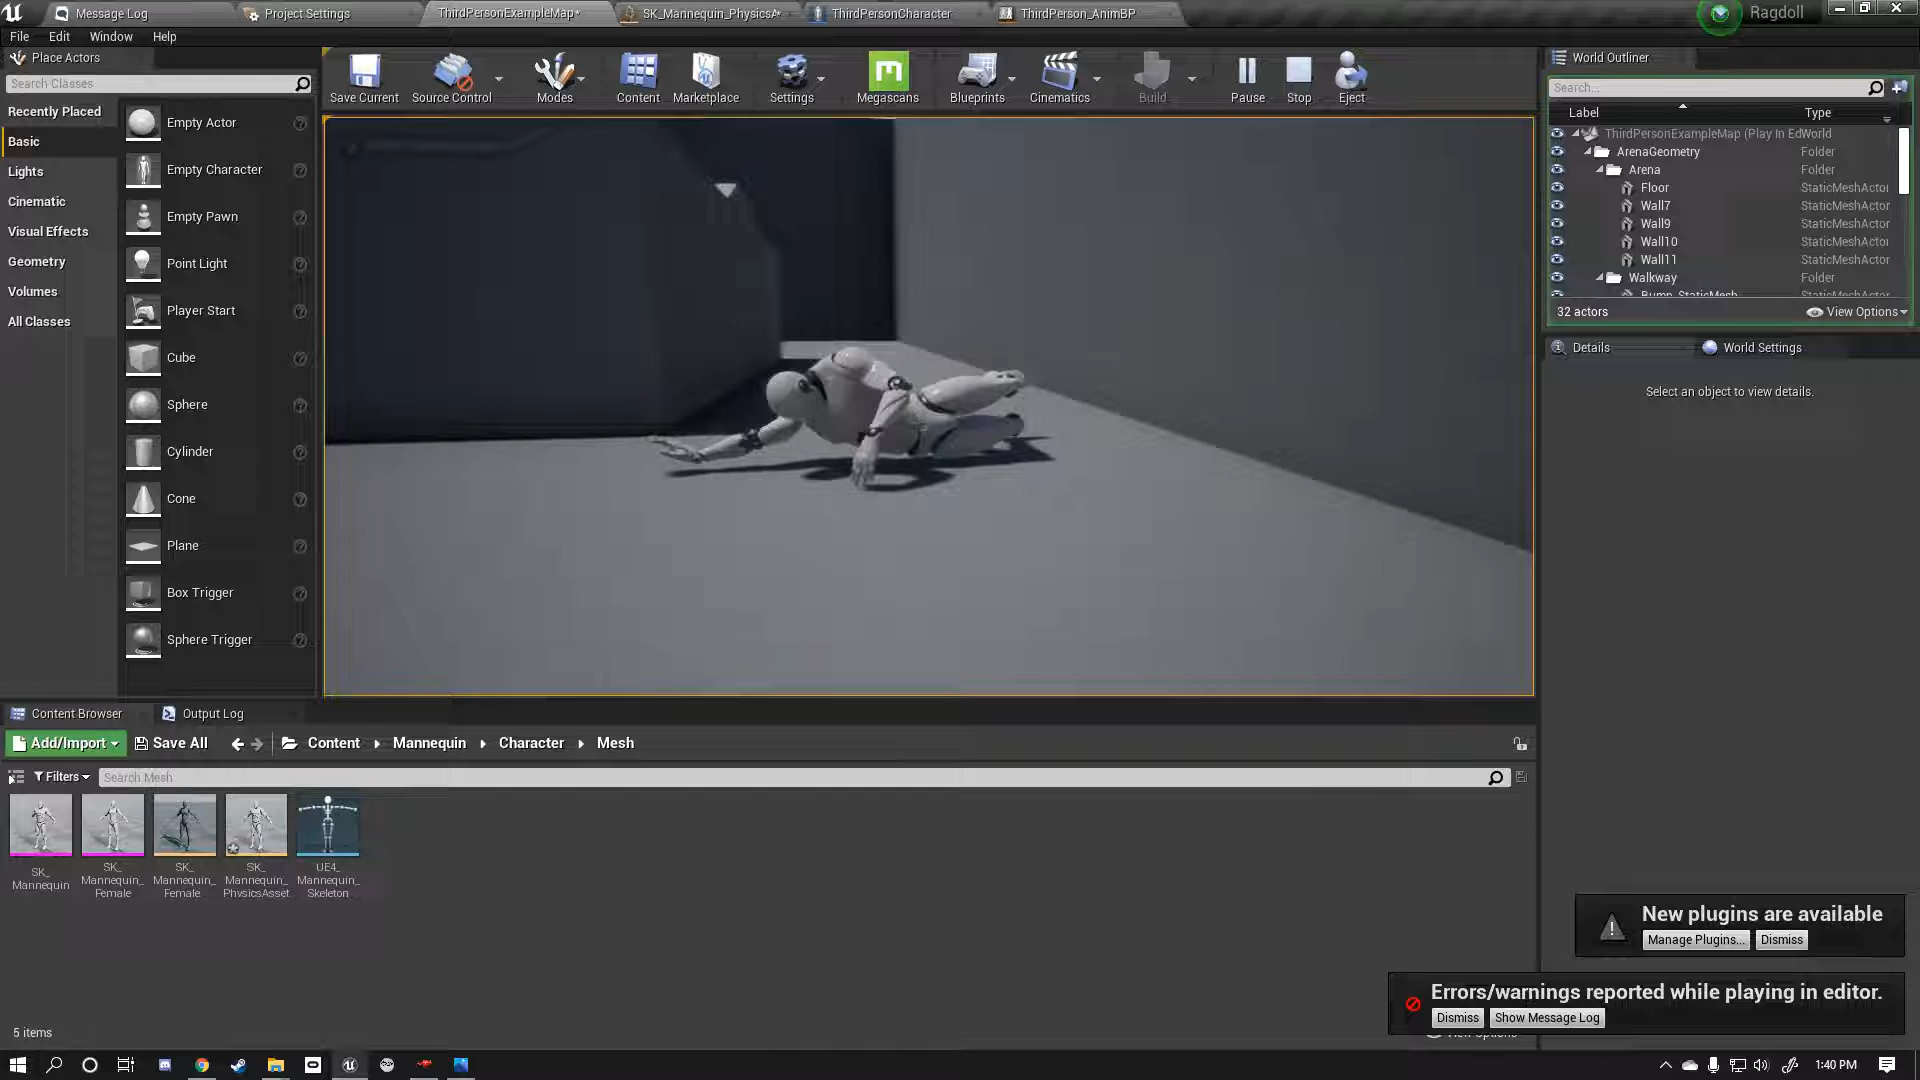 Message Log
Project Settings
ThirdPersonExampleMap*
SK_Mannequin_PhysicsA*
ThirdPersonCharacter
ThirdPerson_AnimBP
Ragdoll
File
Edit
Window
Help
Place Actors
Search Classes
Recently Placed
Basic
Lights
Cinematic
Visual Effects
Geometry
Volumes
All Classes
Empty Actor
Empty Character
Empty Pawn
Point Light
Player Start
Cube
Sphere
Cylinder
Cone
Plane
Box Trigger
Sphere Trigger
Save Current
Source Control
Modes
Content
Marketplace
Settings
Megascans
Blueprints
Cinematics
Build
Pause
Stop
Eject
World Outliner
Search...
Label
Type
ThirdPersonExampleMap (Play In Ed World
ArenaGeometry Folder
Arena Folder
Floor StaticMeshActor
Wall7 StaticMeshActor
Wall9 StaticMeshActor
Wall10 StaticMeshActor
Wall11 StaticMeshActor
Walkway Folder
Bump_StaticMesh StaticMeshActor
32 actors
View Options
Details
World Settings
Select an object to view details.
Content Browser
Output Log
Add/Import
Save All
Content
Mannequin
Character
Mesh
Filters
Search Mesh
SK_
Mannequin
SK_
Mannequin_
Female
SK_
Mannequin_
Female
SK_
Mannequin_
PhysicsAsset
UE4_
Mannequin_
Skeleton
5 items
New plugins are available
Manage Plugins...
Dismiss
Errors/warnings reported while playing in editor.
Dismiss
Show Message Log
View Options
1:40 PM